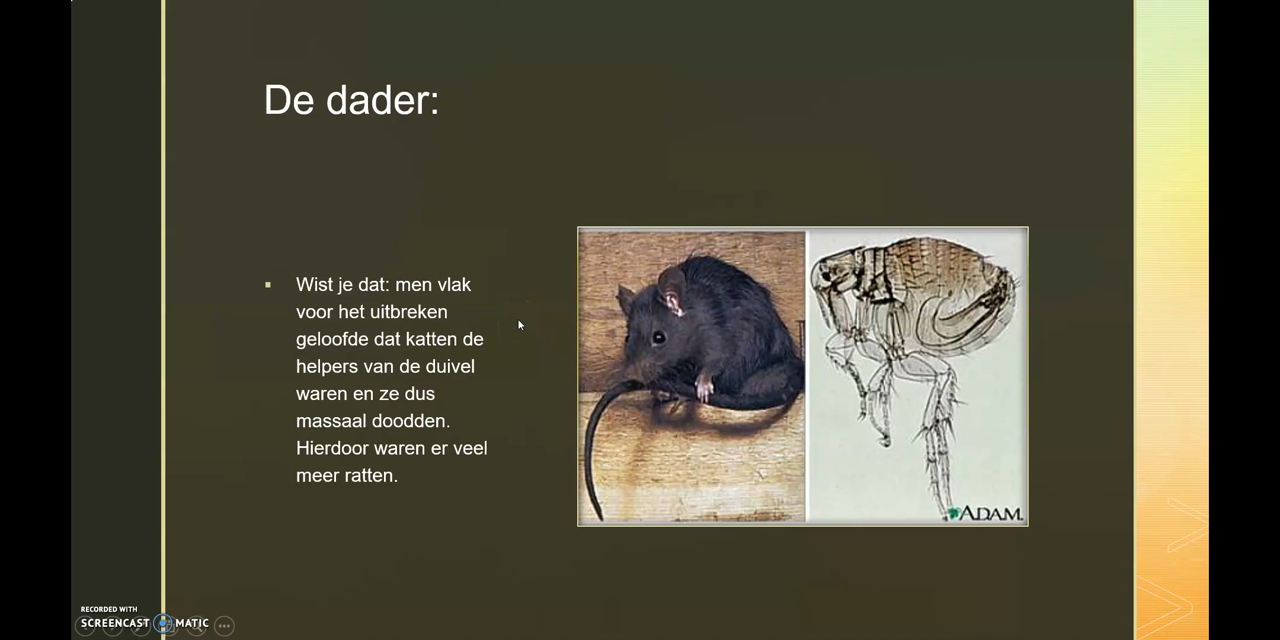 De dader:
Wist je dat: men vlak
voor het uitbreken
geloofde dat katten de
helpers van de duivel
waren en ze dus
massaal doodden.
Hierdoor waren er veel
meer ratten.
ADAM.
RECORDED WITH
SCREENCAST MATIC